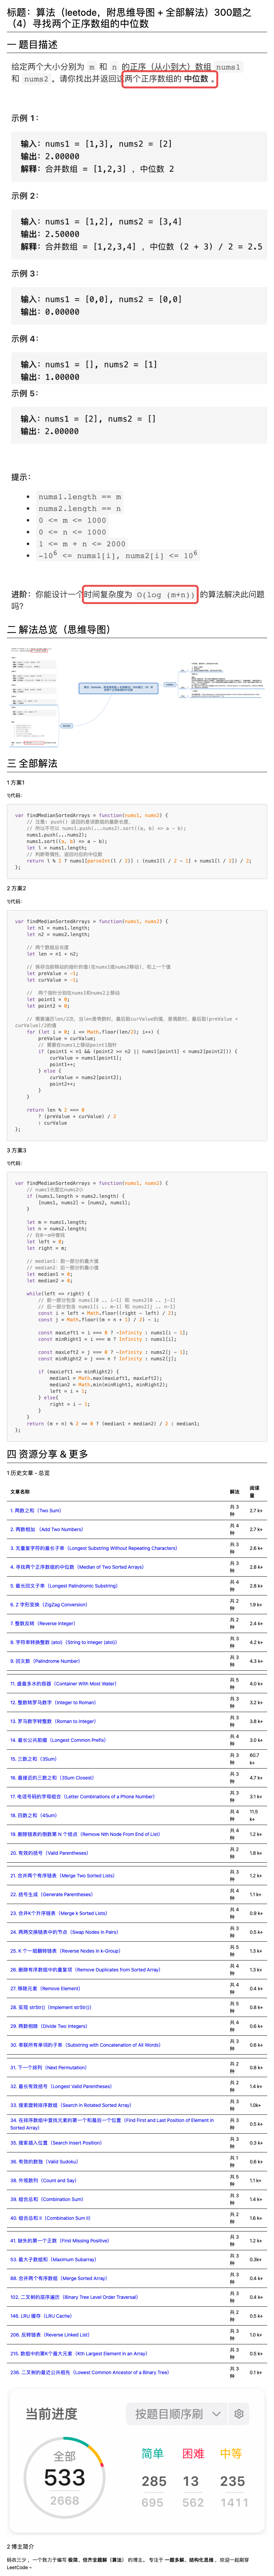 标题：算法（leetode，附思维导图 + 全部解法）300题之
（4）寻找两个正序数组的中位数
一 题目描述
给定两个大小分别为 m 和 n 的正序（从小到大）数组 nums1
和 nums2 。请你找出并返回这两个正序数组的 中位数 。
示例 1：
输入：nums1 = [1,3], nums2 = [2]
输出：2.00000
解释：合并数组 = [1,2,3] ，中位数 2
示例 2：
输入：nums1 = [1,2], nums2 = [3,4]
输出：2.50000
解释：合并数组 = [1,2,3,4] ，中位数 (2 + 3) / 2 = 2.5
示例 3：
输入：nums1 = [0,0], nums2 = [0,0]
输出：0.00000
示例 4：
输入：nums1 = [], nums2 = [1]
输出：1.00000
示例 5：
输入：nums1 = [2], nums2 = []
输出：2.00000
提示：
nums1.length == m
nums2.length == n
0 <= m <= 1000
0 <= n <= 1000
1 <= m + n <= 2000
-10^6 <= nums1[i], nums2[i] <= 10^6
进阶：你能设计一个时间复杂度为 O(log (m+n)) 的算法解决此问题
吗？
二 解法总览（思维导图）
三 全部解法
1 方案1
1)代码：
var findMedianSortedArrays = function(nums1, nums2) {
// 注意：push() 返回的是该数组的最新长度，
// 所以不可以 nums1.push(...nums2).sort((a, b) => a - b);
nums1.push(...nums2);
nums1.sort((a, b) => a - b);
let l = nums1.length;
// 判断奇偶性，返回对应的中位数
return l % 2 ? nums1[parseInt(l / 2)] : (nums1[l / 2 - 1] + nums1[l / 2]) / 2;
};
2 方案2
1)代码：
var findMedianSortedArrays = function(nums1, nums2) {
let n1 = nums1.length;
let n2 = nums2.length;
// 两个数组总长度
let len = n1 + n2;
// 保存当前移动的指针的值(在nums1或nums2移动)，和上一个值
let preValue = -1;
let curValue = -1;
// 两个指针分别在nums1和nums2上移动
let point1 = 0;
let point2 = 0;
// 需要遍历len/2次，当len是奇数时，最后取curValue的值，是偶数时，最后取(preValue +
curValue)/2的值
for (let i = 0; i <= Math.floor(len/2); i++) {
preValue = curValue;
// 需要在nums1上移动point1指针
if (point1 < n1 && (point2 >= n2 || nums1[point1] < nums2[point2])) {
curValue = nums1[point1];
point1++;
} else {
curValue = nums2[point2];
point2++;
}
}
return len % 2 === 0
? (preValue + curValue) / 2
: curValue
};
3 方案3
1)代码：
var findMedianSortedArrays = function(nums1, nums2) {
// nums1长度比nums2小
if (nums1.length > nums2.length) {
[nums1, nums2] = [nums2, nums1];
}
let m = nums1.length;
let n = nums2.length;
// 在0～m中查找
let left = 0;
let right = m;
// median1：前一部分的最大值
// median2：后一部分的最小值
let median1 = 0;
let median2 = 0;
while(left <= right) {
// 前一部分包含 nums1[0 .. i-1] 和 nums2[0 .. j-1]
// 后一部分包含 nums1[i .. m-1] 和 nums2[j .. n-1]
const i = left + Math.floor((right - left) / 2);
const j = Math.floor((m + n + 1) / 2) - i;
const maxLeft1 = i === 0 ? -Infinity : nums1[i - 1];
const minRight1 = i === m ? Infinity : nums1[i];
const maxLeft2 = j === 0 ? -Infinity : nums2[j - 1];
const minRight2 = j === n ? Infinity : nums2[j];
if (maxLeft1 <= minRight2) {
median1 = Math.max(maxLeft1, maxLeft2);
median2 = Math.min(minRight1, minRight2);
left = i + 1;
} else{
right = i - 1;
}
}
return (m + n) % 2 == 0 ? (median1 + median2) / 2 : median1;
};
四 资源分享 & 更多
1 历史文章 - 总览
文章名称 解法 阅读量
1. 两数之和（Two Sum） 共 3 种 2.7 k+
2. 两数相加 （Add Two Numbers） 共 4 种 2.7 k+
3. 无重复字符的最长子串（Longest Substring Without Repeating Characters） 共 3 种 2.6 k+
4. 寻找两个正序数组的中位数（Median of Two Sorted Arrays） 共 3 种 2.8 k+
5. 最长回文子串（Longest Palindromic Substring） 共 4 种 2.8 k+
6. Z 字形变换（ZigZag Conversion） 共 2 种 1.9 k+
7. 整数反转（Reverse Integer） 共 2 种 2.4 k+
8. 字符串转换整数 (atoi)（String to Integer (atoi)） 共 3 种 4.2 k+
9. 回文数（Palindrome Number） 共 3 种 4.3 k+
11. 盛最多水的容器（Container With Most Water） 共 5 种 4.0 k+
12. 整数转罗马数字（Integer to Roman） 共 3 种 3.2 k+
13. 罗马数字转整数（Roman to Integer） 共 3 种 3.8 k+
14. 最长公共前缀（Longest Common Prefix） 共 4 种 3.0 k+
15. 三数之和（3Sum） 共 3 种 60.7 k+
16. 最接近的三数之和（3Sum Closest） 共 3 种 4.7 k+
17. 电话号码的字母组合（Letter Combinations of a Phone Number） 共 3 种 3.1 k+
18. 四数之和（4Sum） 共 4 种 11.5 k+
19. 删除链表的倒数第 N 个结点（Remove Nth Node From End of List） 共 4 种 1.2 k+
20. 有效的括号（Valid Parentheses） 共 2 种 1.8 k+
21. 合并两个有序链表（Merge Two Sorted Lists） 共 3 种 1.2 k+
22. 括号生成（Generate Parentheses） 共 4 种 1.1 k+
23. 合并K个升序链表（Merge k Sorted Lists） 共 4 种 0.9 k+
24. 两两交换链表中的节点（Swap Nodes in Pairs） 共 3 种 0.5 k+
25. K 个一组翻转链表（Reverse Nodes in k-Group） 共 5 种 1.3 k+
26. 删除有序数组中的重复项（Remove Duplicates from Sorted Array） 共 4 种 1.3 k+
27. 移除元素（Remove Element） 共 4 种 0.4 k+
28. 实现 strStr()（Implement strStr()） 共 5 种 0.8 k+
29. 两数相除（Divide Two Integers） 共 4 种 0.6 k+
30. 串联所有单词的子串（Substring with Concatenation of All Words） 共 3 种 0.6 k+
31. 下一个排列（Next Permutation） 共 2 种 0.8 k+
32. 最长有效括号（Longest Valid Parentheses） 共 2 种 1.4 k+
33. 搜索旋转排序数组（Search in Rotated Sorted Array） 共 3 种 1.0k+
34. 在排序数组中查找元素的第一个和最后一个位置（Find First and Last Position of Element in
Sorted Array） 共 3 种 0.5 k+
35. 搜索插入位置（Search Insert Position） 共 3 种 0.3 k+
36. 有效的数独（Valid Sudoku） 共 1 种 0.6 k+
38. 外观数列（Count and Say） 共 5 种 1.1 k+
39. 组合总和（Combination Sum） 共 3 种 1.4 k+
40. 组合总和 II（Combination Sum II） 共 2 种 1.6 k+
41. 缺失的第一个正数（First Missing Positive） 共 3 种 1.2 k+
53. 最大子数组和（Maximum Subarray） 共 3 种 0.3k+
88. 合并两个有序数组（Merge Sorted Array） 共 3 种 0.4 k+
102. 二叉树的层序遍历（Binary Tree Level Order Traversal） 共 3 种 0.4 k+
146. LRU 缓存（LRU Cache） 共 2 种 0.5 k+
206. 反转链表（Reverse Linked List） 共 3 种 1.0 k+
215. 数组中的第K个最大元素（Kth Largest Element in an Array） 共 3 种 0.5 k+
236. 二叉树的最近公共祖先（Lowest Common Ancestor of a Binary Tree） 共 3 种 0.1 k+
当前进度 按题目顺序刷
全部 简单 困难 中等
533 285 13 235
2668 695 562 1411
2 博主简介
码农三少 ，一个致力于编写 极简、但齐全题解（算法） 的博主。 专注于 一题多解、结构化思维 ，欢迎一起刷穿
LeetCode ~